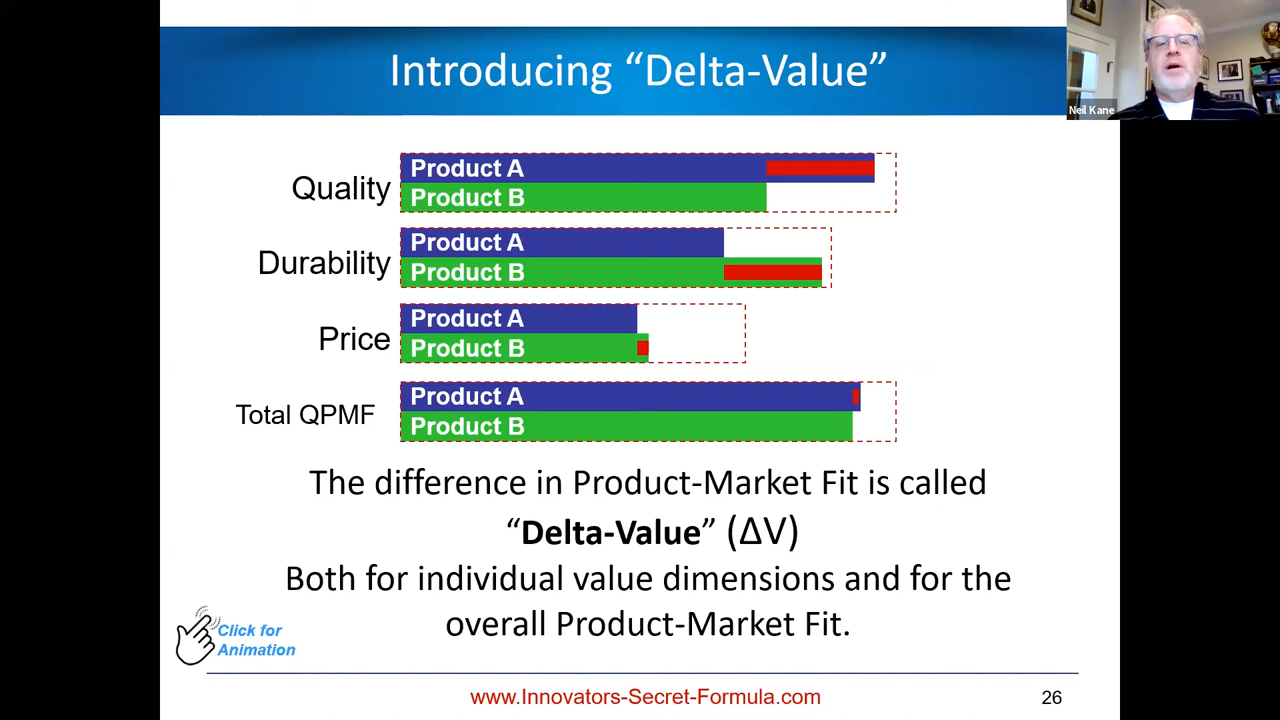 Introducing “Delta-Value”
Neil Kane
Quality
Product A
Product B
Durability
Product A
Product B
Price
Product A
Product B
Total QPMF
Product A
Product B
The difference in Product-Market Fit is called
“Delta-Value” (ΔV)
Both for individual value dimensions and for the
overall Product-Market Fit.
Click for
Animation
www.Innovators-Secret-Formula.com
26